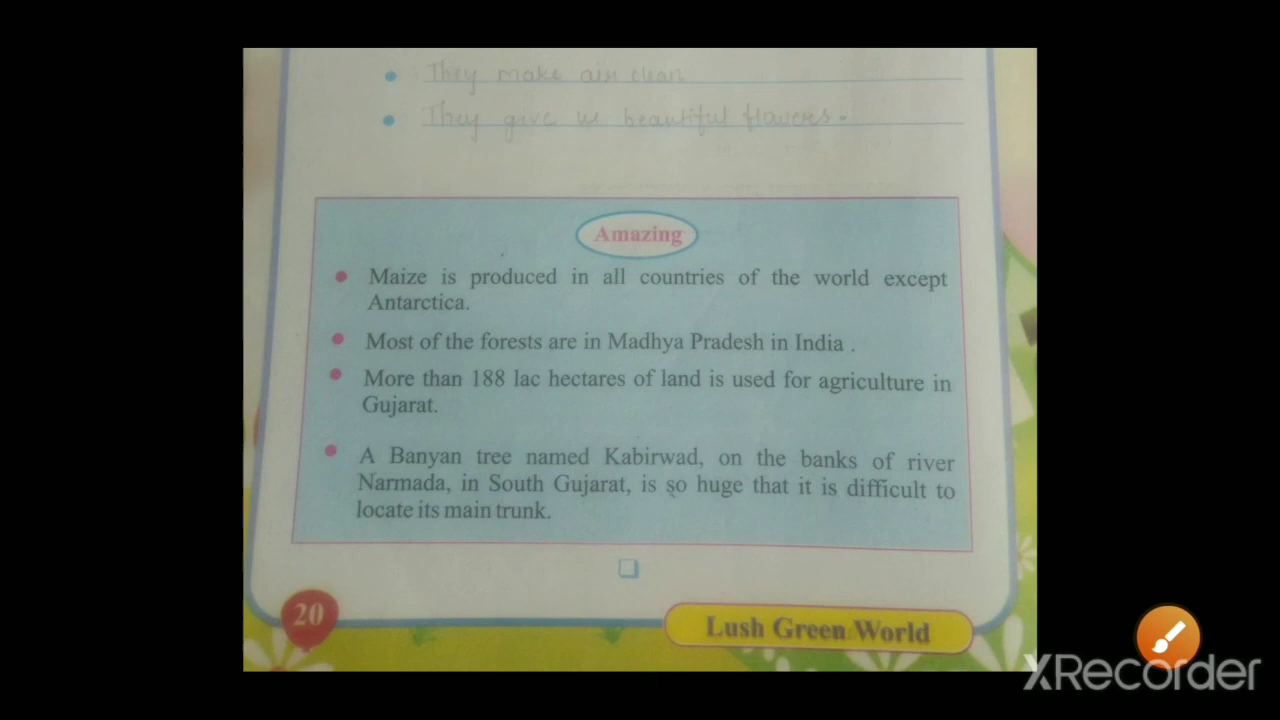 They make air clean
They give us beautiful flowers.
Amazing
Maize is produced in all countries of the world except
Antarctica.
Most of the forests are in Madhya Pradesh in India .
More than 188 lac hectares of land is used for agriculture in
Gujarat.
A Banyan tree named Kabirwad, on the banks of river
Narmada, in South Gujarat, is so huge that it is difficult to
locate its main trunk.
20
Lush Green World
XRecorder